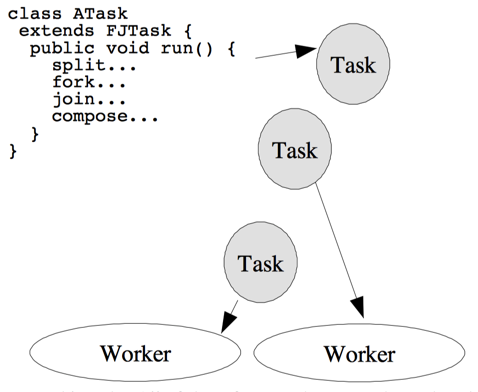 class ATask
 extends FJTask {
  public void run() {
    split...
    fork...
    join...
    compose...
  }
}
Task
Task
Task
Worker
Worker